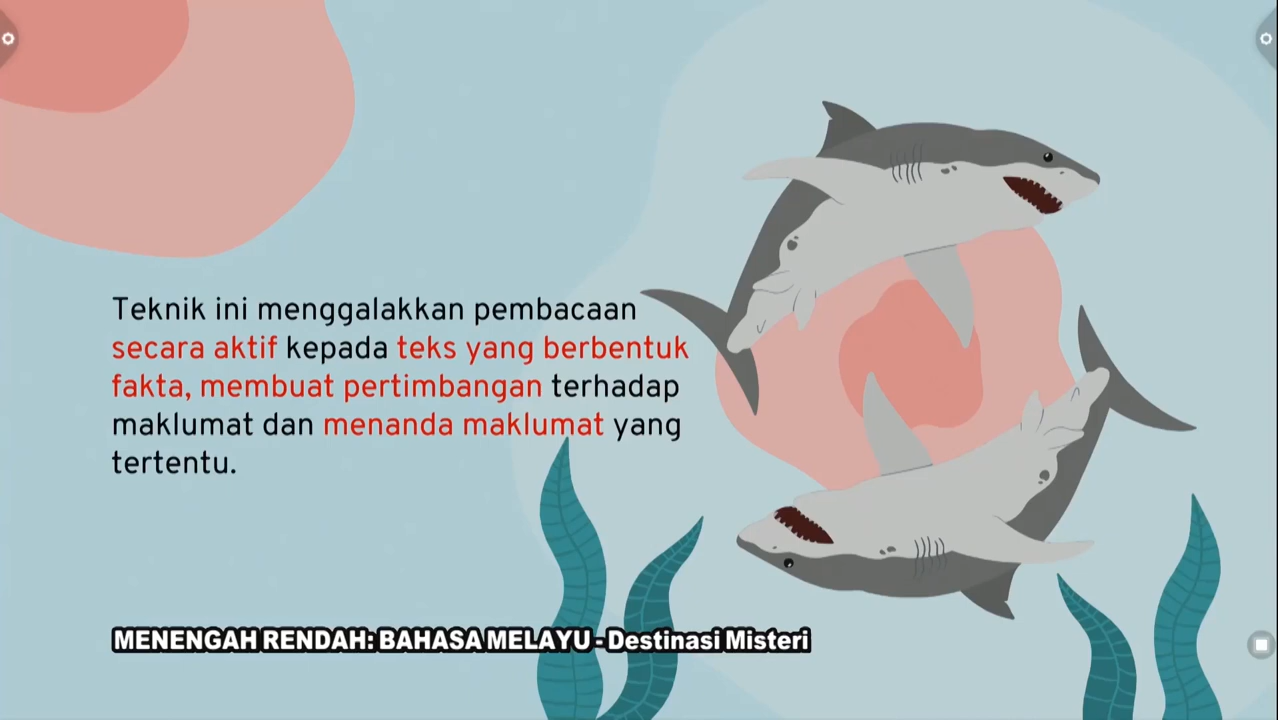 Teknik ini menggalakkan pembacaan
secara aktif kepada teks yang berbentuk
fakta, membuat pertimbangan terhadap
maklumat dan menanda maklumat yang
tertentu.
MENENGAH RENDAH: BAHASA MELAYU - Destinasi Misteri